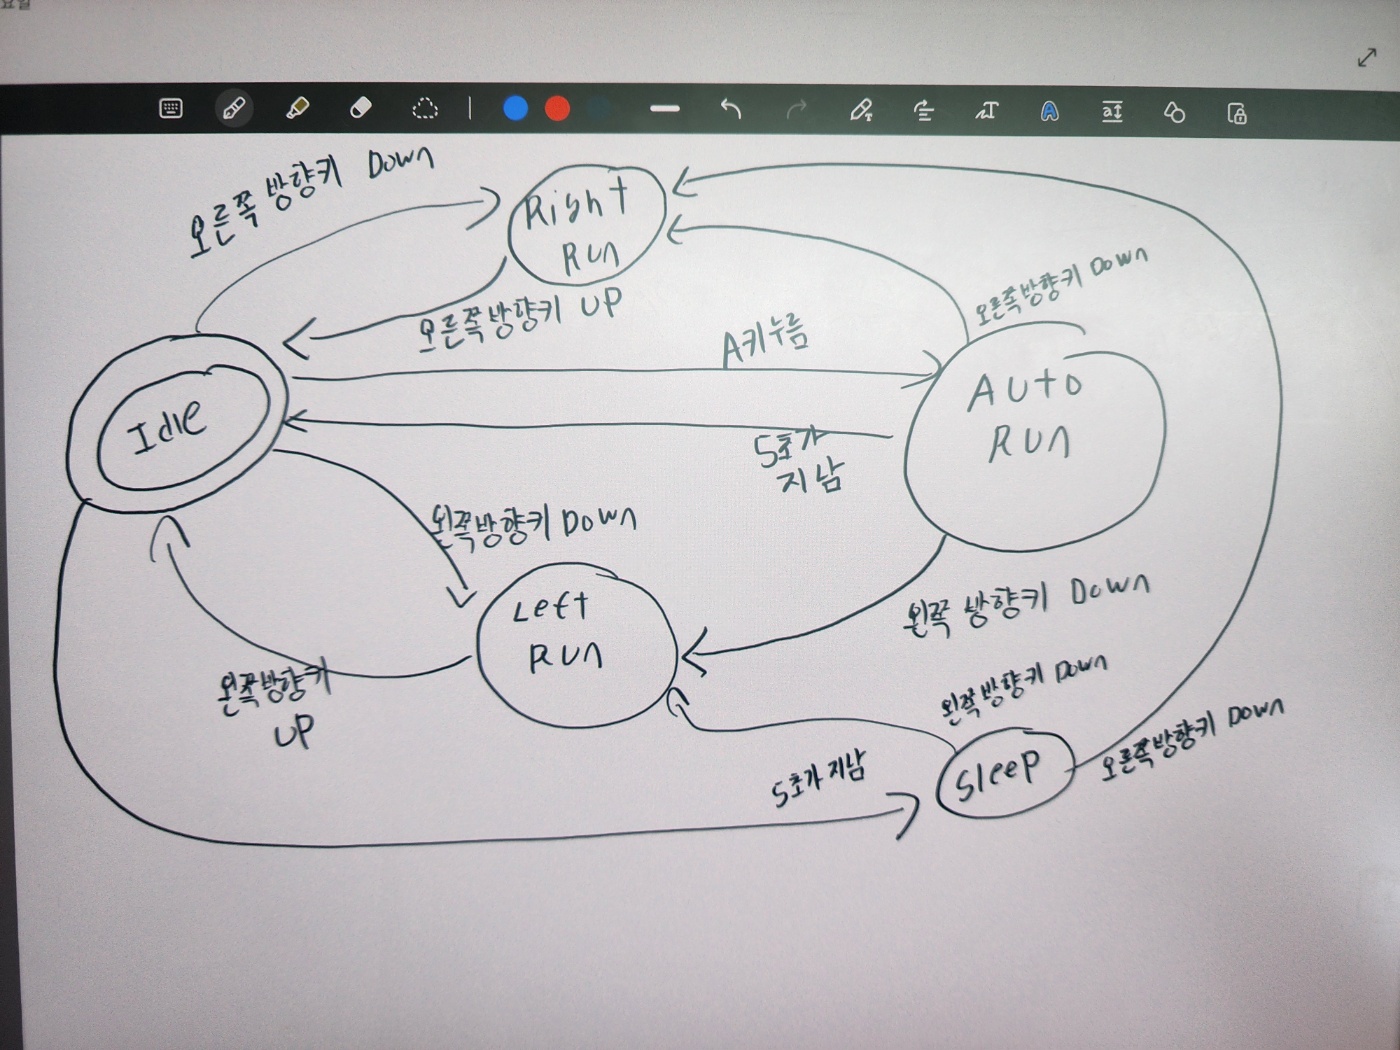 오른쪽 방향키 Down
Right
Run
오른쪽 방향키 UP
A키누름
오른쪽 방향키 Down
Idle
Auto
Run
5초가
지남
왼쪽방향키 Down
Left
Run
왼쪽 방향키 Down
왼쪽방향키
UP
왼쪽방향키 Down
5초가 지남
Sleep
오른쪽방향키 Down